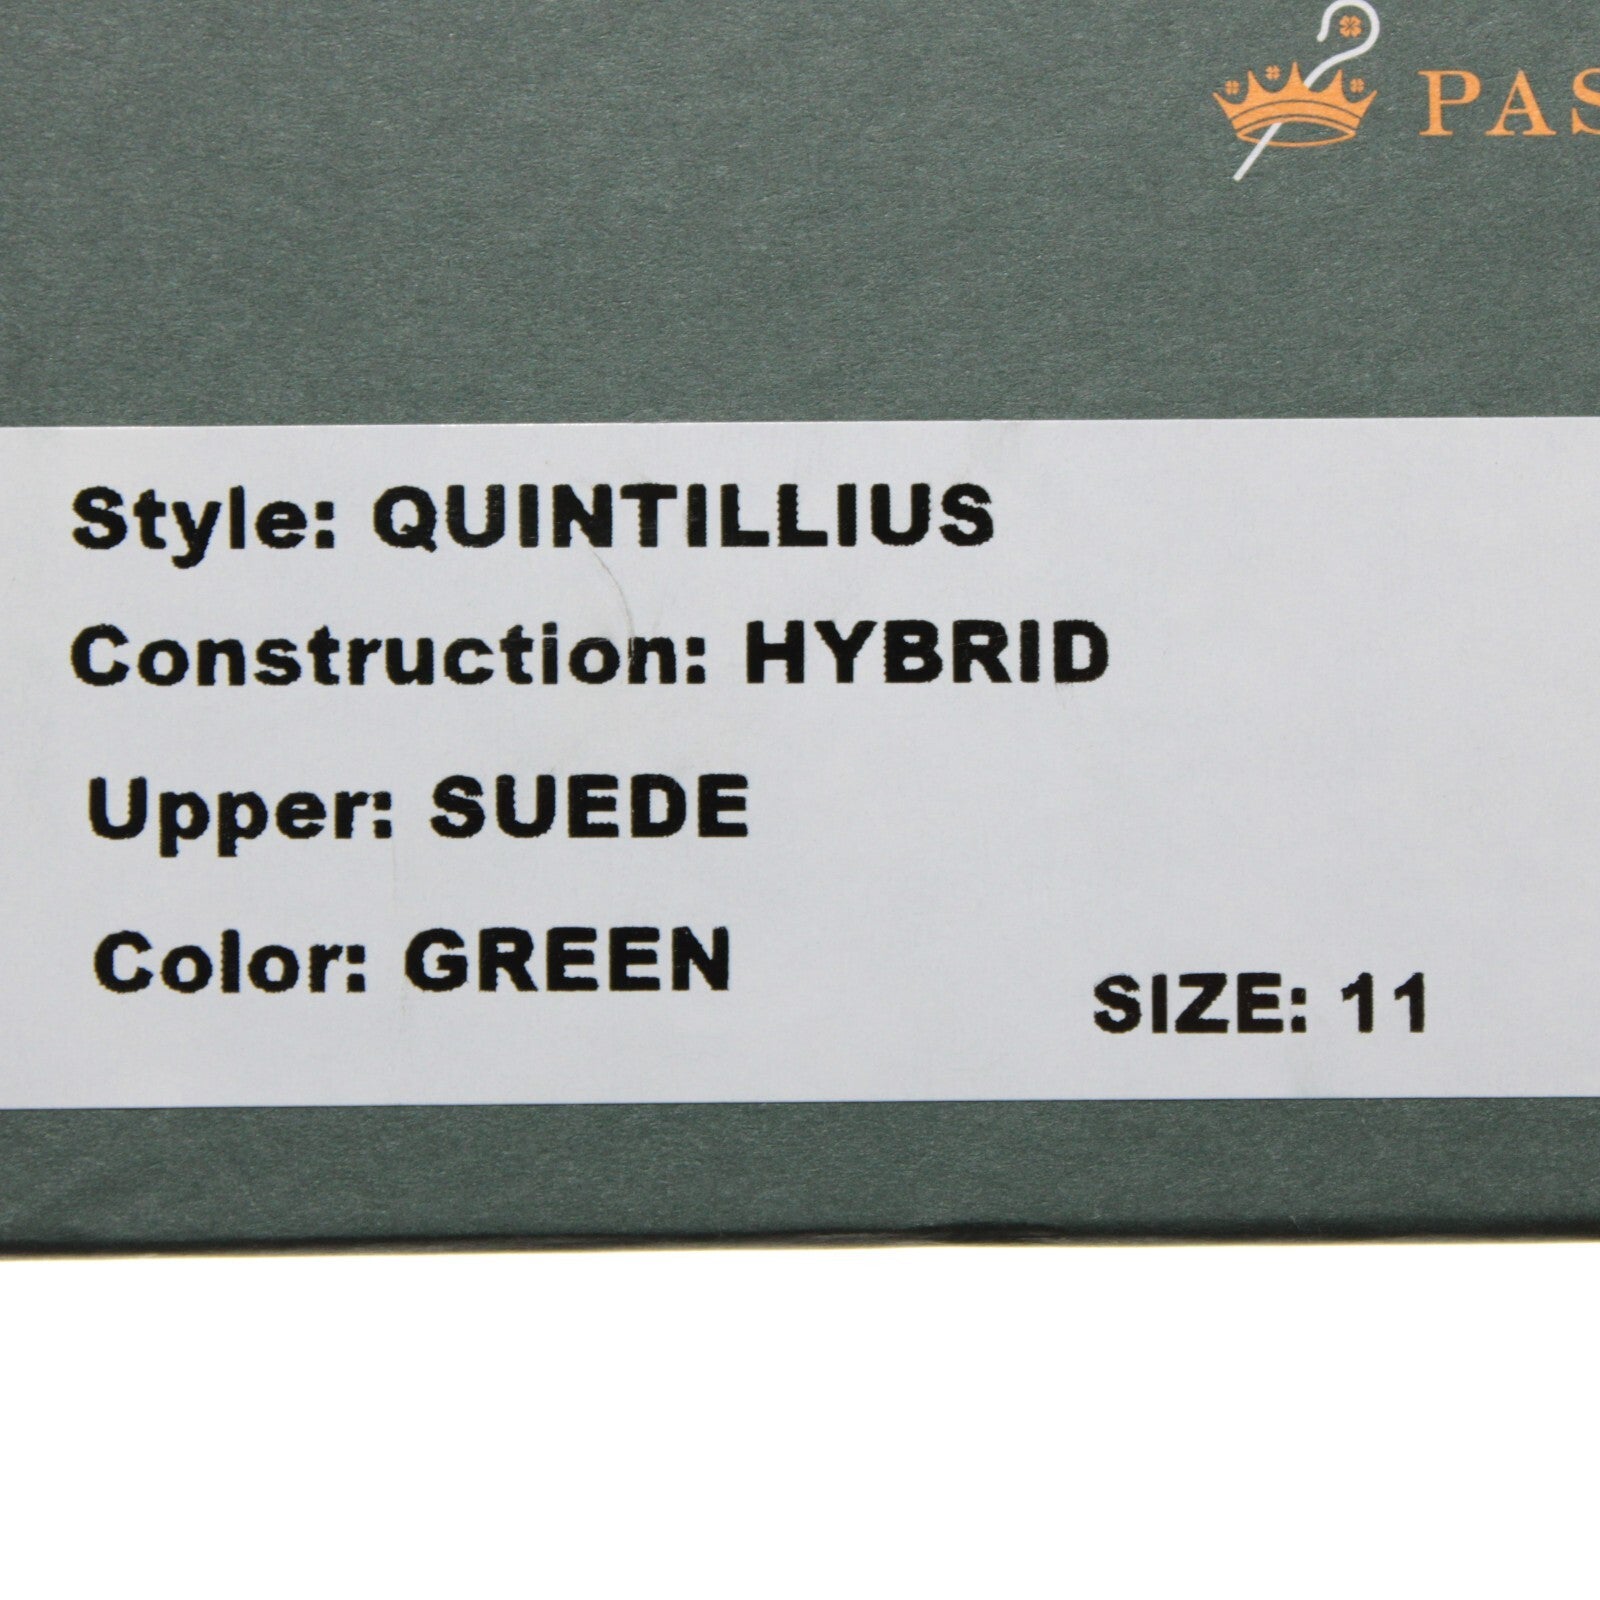 PAS
Style: QUINTILLIUS
Construction: HYBRID
Upper: SUEDE
Color: GREEN
SIZE: 11